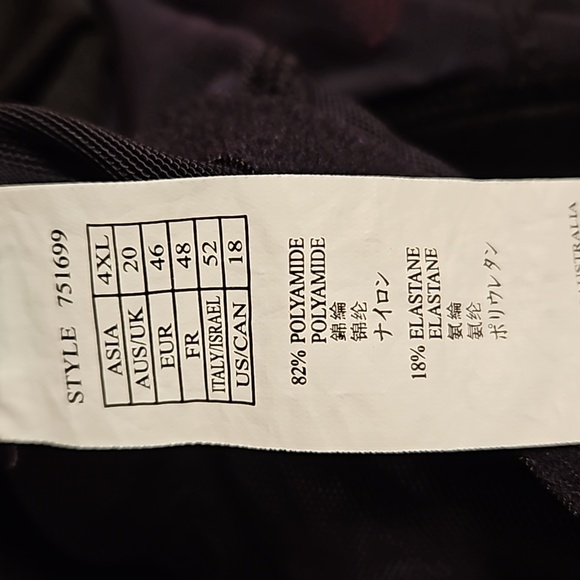 STYLE 751699
ASIA 4XL
AUS/UK 20
EUR 46
FR 48
ITALY/ISRAEL 52
US/CAN 18
82% POLYAMIDE
POLYAMIDE
錦綸
锦纶
ナイロン
18% ELASTANE
ELASTANE
氨綸
氨纶
ポリウレタン